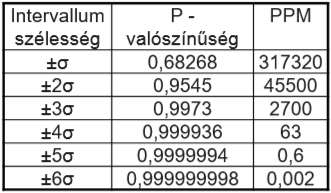 Intervallum szélesség P - valószínűség PPM
±σ 0,68268 317320
±2σ 0,9545 45500
±3σ 0,9973 2700
±4σ 0,999936 63
±5σ 0,9999994 0,6
±6σ 0,999999998 0,002